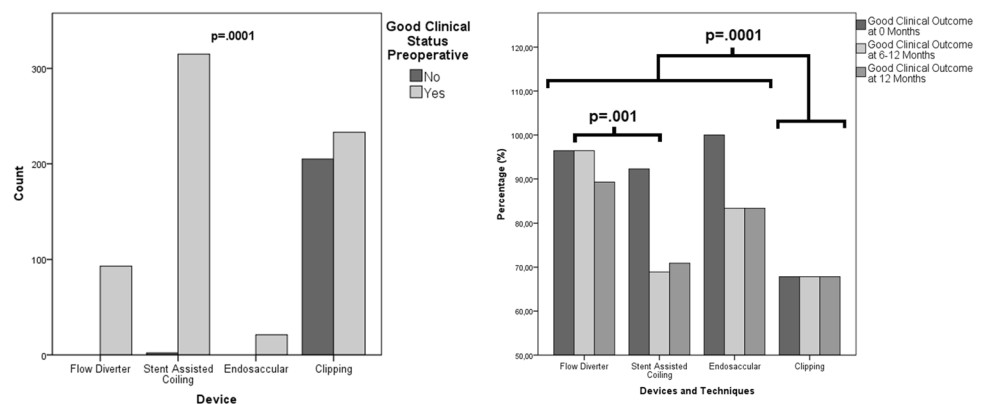 p=.0001
Good Clinical
Status
Preoperative
No
Yes
300
200
100
0
Count
Flow Diverter
Stent Assisted
Coiling
Endosaccular
Clipping
Device
Good Clinical Outcome
at 0 Months
Good Clinical Outcome
at 6-12 Months
Good Clinical Outcome
at 12 Months
p=.0001
p=.001
120,00
110,00
100,00
90,00
80,00
70,00
60,00
50,00
Percentage (%)
Flow Diverter
Stent Assisted
Coiling
Endosaccular
Clipping
Devices and Techniques